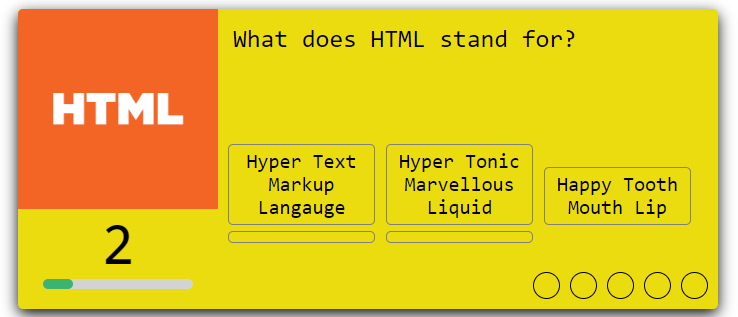 HTML
What does HTML stand for?
Hyper Text
Markup
Langauge
Hyper Tonic
Marvellous
Liquid
Happy Tooth
Mouth Lip
2